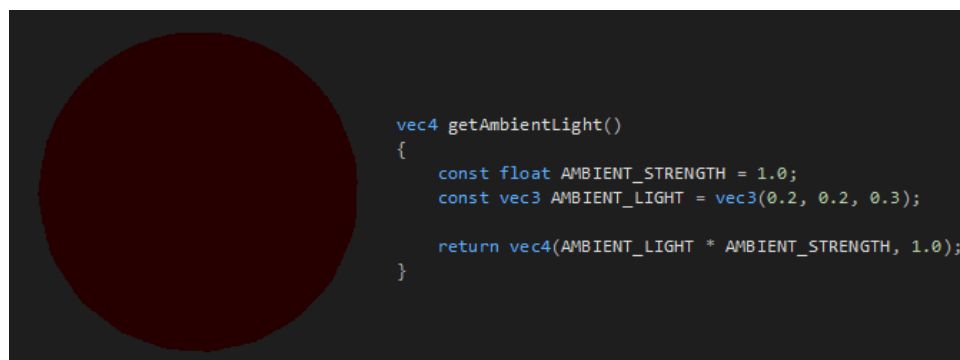 vec4 getAmbientLight()
{
    const float AMBIENT_STRENGTH = 1.0;
    const vec3 AMBIENT_LIGHT = vec3(0.2, 0.2, 0.3);
    return vec4(AMBIENT_LIGHT * AMBIENT_STRENGTH, 1.0);
}